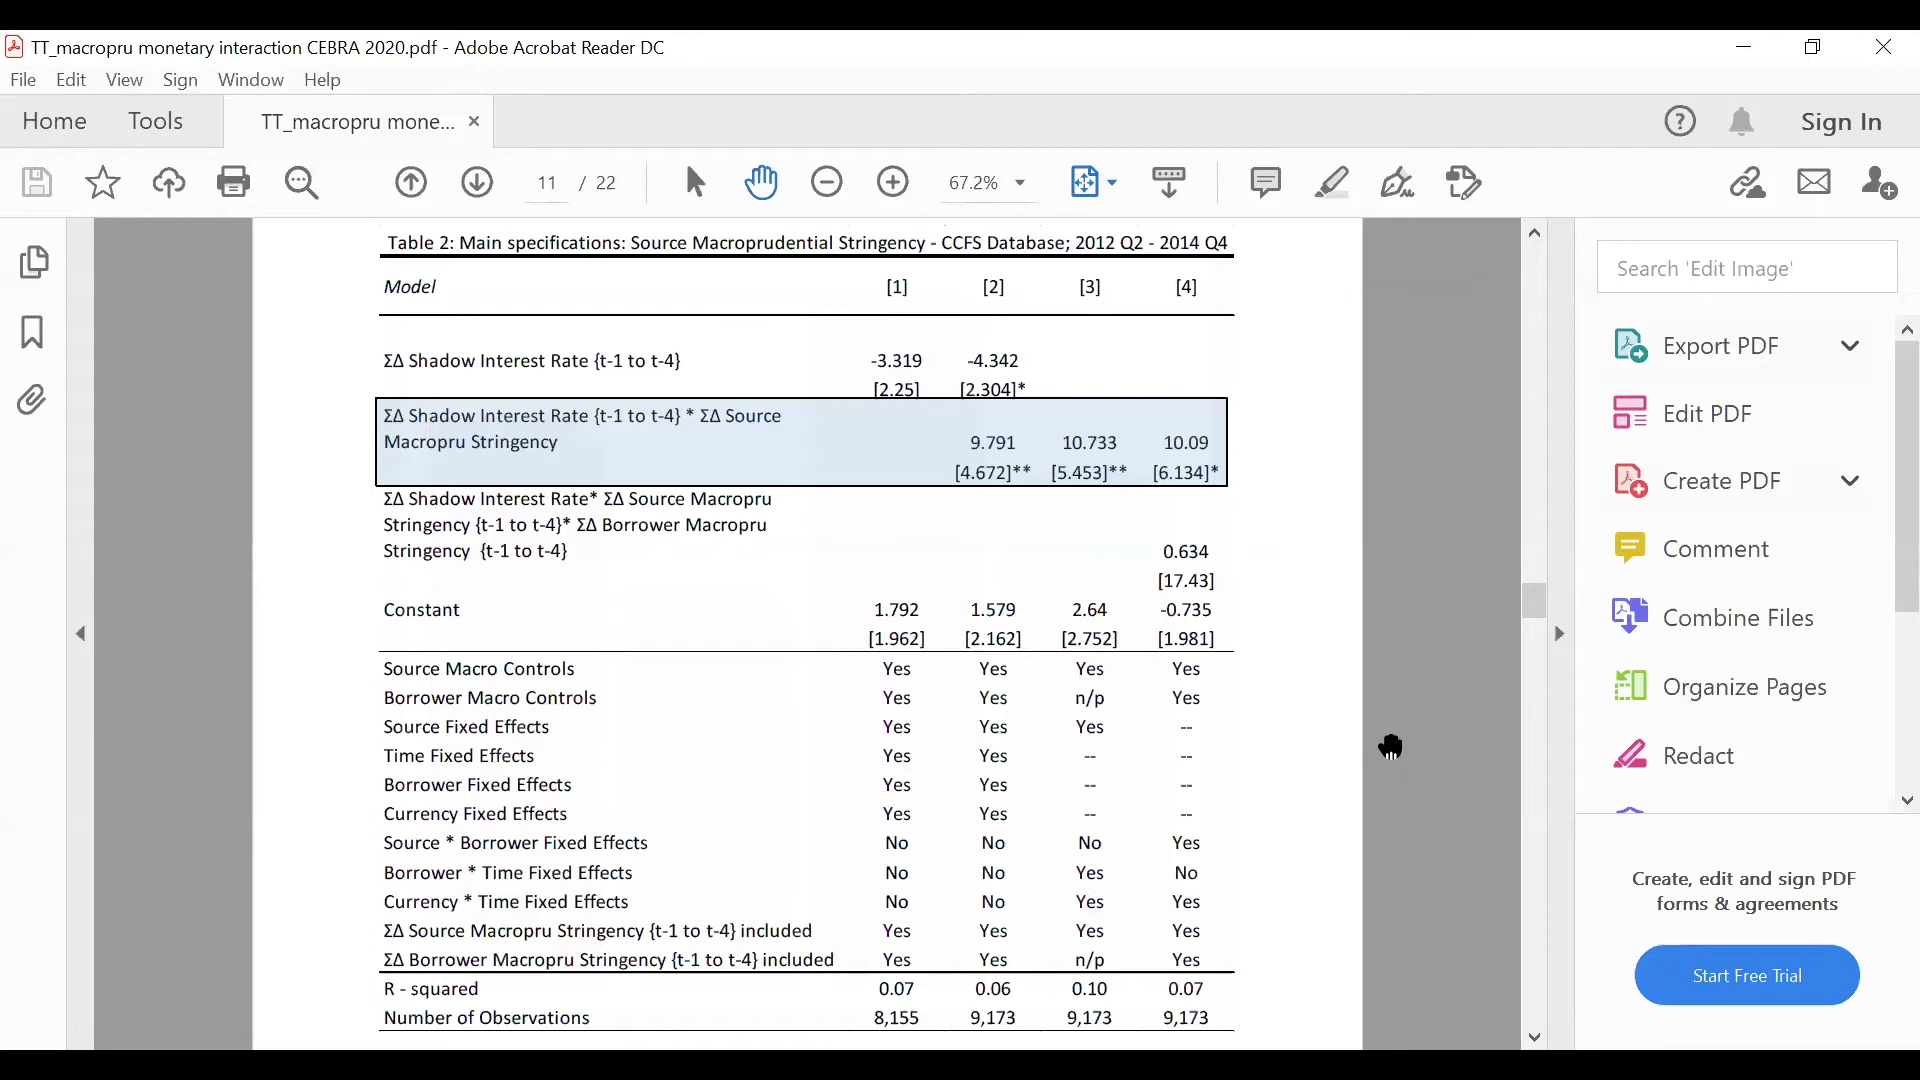 TT_macropru monetary interaction CEBRA 2020.pdf - Adobe Acrobat Reader DC
File Edit View Sign Window Help
Home Tools TT_macropru mone... × Sign In
11 / 22 67.2%
Table 2: Main specifications: Source Macroprudential Stringency - CCFS Database; 2012 Q2 - 2014 Q4
Model [1] [2] [3] [4]
ΣΔ Shadow Interest Rate {t-1 to t-4} -3.319 -4.342
[2.25] [2.304]*
ΣΔ Shadow Interest Rate {t-1 to t-4} * ΣΔ Source
Macropru Stringency 9.791 10.733 10.09
[4.672]** [5.453]** [6.134]*
ΣΔ Shadow Interest Rate* ΣΔ Source Macropru
Stringency {t-1 to t-4}* ΣΔ Borrower Macropru
Stringency {t-1 to t-4} 0.634
[17.43]
Constant 1.792 1.579 2.64 -0.735
[1.962] [2.162] [2.752] [1.981]
Source Macro Controls Yes Yes Yes Yes
Borrower Macro Controls Yes Yes n/p Yes
Source Fixed Effects Yes Yes Yes --
Time Fixed Effects Yes Yes -- --
Borrower Fixed Effects Yes Yes -- --
Currency Fixed Effects Yes Yes -- --
Source * Borrower Fixed Effects No No No Yes
Borrower * Time Fixed Effects No No Yes No
Currency * Time Fixed Effects No No Yes Yes
ΣΔ Source Macropru Stringency {t-1 to t-4} included Yes Yes Yes Yes
ΣΔ Borrower Macropru Stringency {t-1 to t-4} included Yes Yes n/p Yes
R - squared 0.07 0.06 0.10 0.07
Number of Observations 8,155 9,173 9,173 9,173
Search 'Edit Image'
Export PDF
Edit PDF
Create PDF
Comment
Combine Files
Organize Pages
Redact
Create, edit and sign PDF
forms & agreements
Start Free Trial